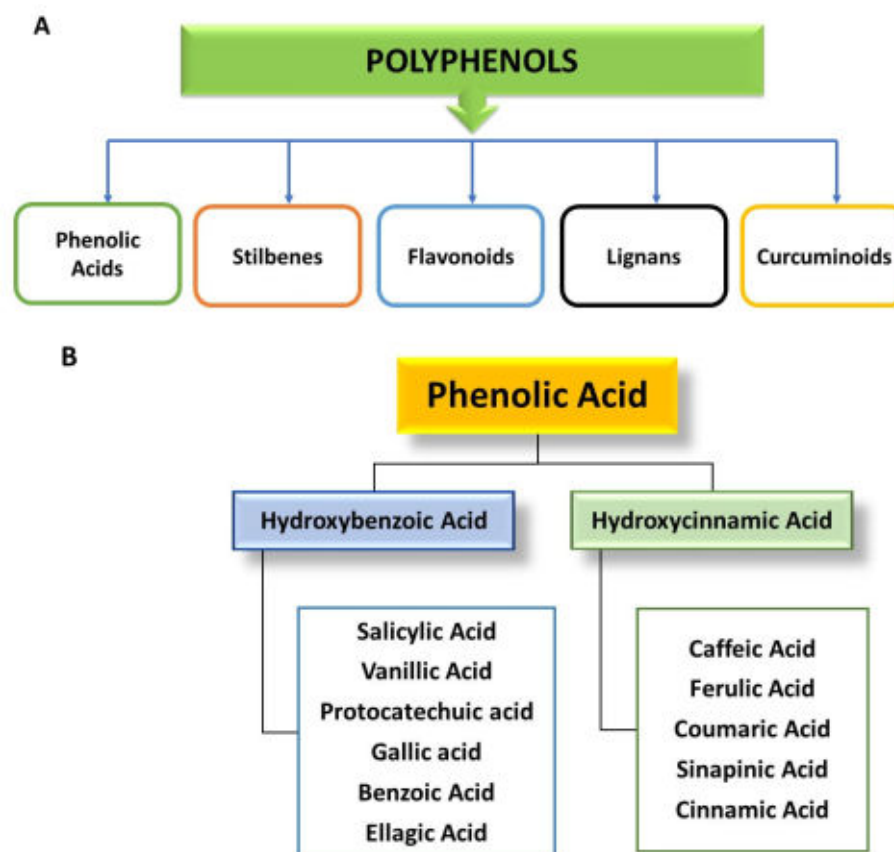 A
POLYPHENOLS
Phenolic
Acids
Stilbenes
Flavonoids
Lignans
Curcuminoids
B
Phenolic Acid
Hydroxybenzoic Acid
Hydroxycinnamic Acid
Salicylic Acid
Vanillic Acid
Protocatechuic acid
Gallic acid
Benzoic Acid
Ellagic Acid
Caffeic Acid
Ferulic Acid
Coumaric Acid
Sinapinic Acid
Cinnamic Acid